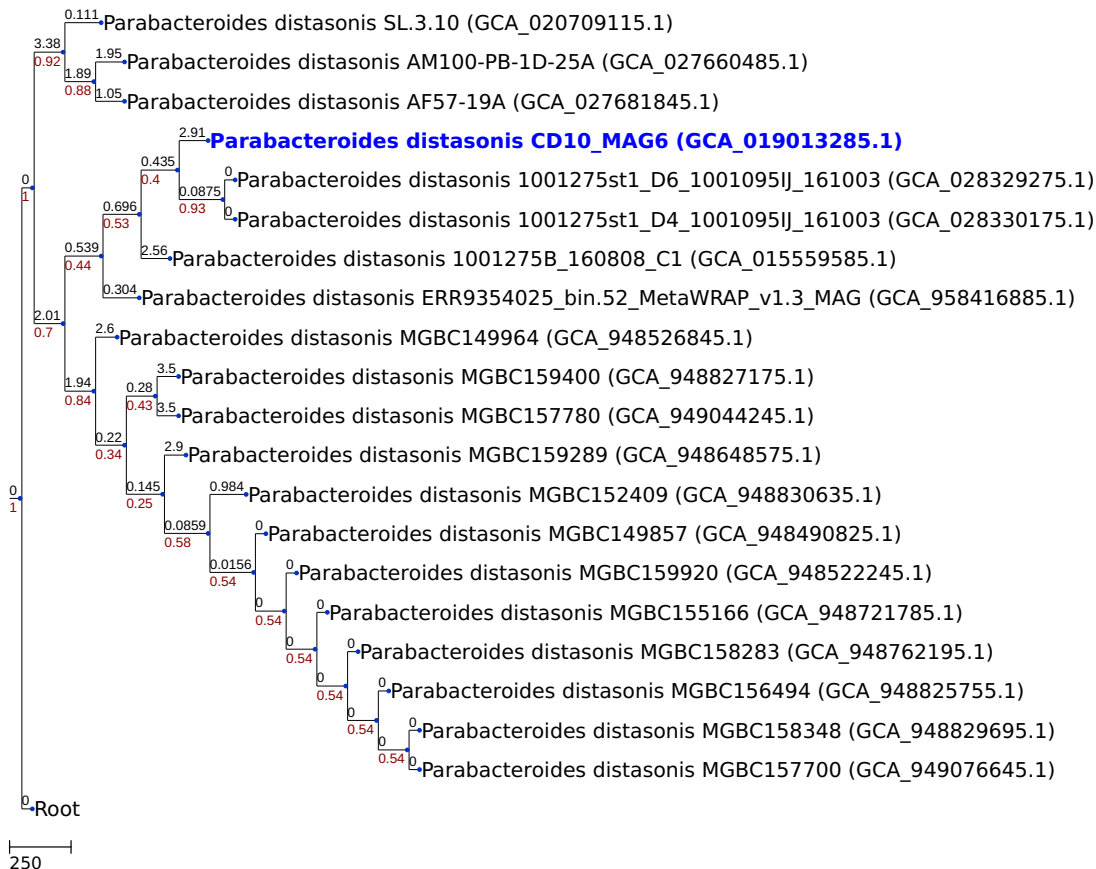 0.111
Parabacteroides distasonis SL.3.10 (GCA_020709115.1)
3.38
0.92
1.95
Parabacteroides distasonis AM100-PB-1D-25A (GCA_027660485.1)
1.89
0.88
1.05
Parabacteroides distasonis AF57-19A (GCA_027681845.1)
2.91
Parabacteroides distasonis CD10_MAG6 (GCA_019013285.1)
0.435
0.4
0
Parabacteroides distasonis 1001275st1_D6_1001095IJ_161003 (GCA_028329275.1)
0
1
0.0875
0.93
0.696
0.53
0
Parabacteroides distasonis 1001275st1_D4_1001095IJ_161003 (GCA_028330175.1)
0.539
0.44
2.56
Parabacteroides distasonis 1001275B_160808_C1 (GCA_015559585.1)
0.304
Parabacteroides distasonis ERR9354025_bin.52_MetaWRAP_v1.3_MAG (GCA_958416885.1)
2.01
0.7
2.6
Parabacteroides distasonis MGBC149964 (GCA_948526845.1)
3.5
Parabacteroides distasonis MGBC159400 (GCA_948827175.1)
1.94
0.84
0.28
0.43
3.5
Parabacteroides distasonis MGBC157780 (GCA_949044245.1)
0.22
0.34
2.9
Parabacteroides distasonis MGBC159289 (GCA_948648575.1)
0
1
0.145
0.25
0.984
Parabacteroides distasonis MGBC152409 (GCA_948830635.1)
0.0859
0.58
0
Parabacteroides distasonis MGBC149857 (GCA_948490825.1)
0.0156
0.54
0
Parabacteroides distasonis MGBC159920 (GCA_948522245.1)
0
0.54
0
Parabacteroides distasonis MGBC155166 (GCA_948721785.1)
0
0.54
0
Parabacteroides distasonis MGBC158283 (GCA_948762195.1)
0
0.54
0
Parabacteroides distasonis MGBC156494 (GCA_948825755.1)
0
0.54
0
Parabacteroides distasonis MGBC158348 (GCA_948829695.1)
0
0.54
0
Parabacteroides distasonis MGBC157700 (GCA_949076645.1)
0
Root
250